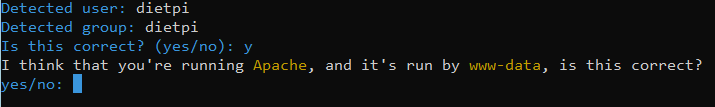 Detected user: dietpi
Detected group: dietpi
Is this correct? (yes/no): y
I think that you're running Apache, and it's run by www-data, is this correct?
yes/no: